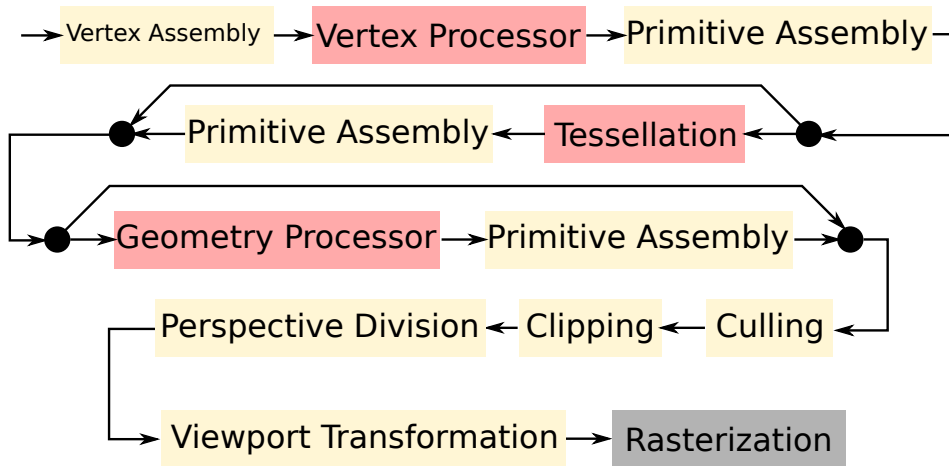 Vertex Assembly
Vertex Processor
Primitive Assembly
Primitive Assembly
Tessellation
Geometry Processor
Primitive Assembly
Perspective Division
Clipping
Culling
Viewport Transformation
Rasterization